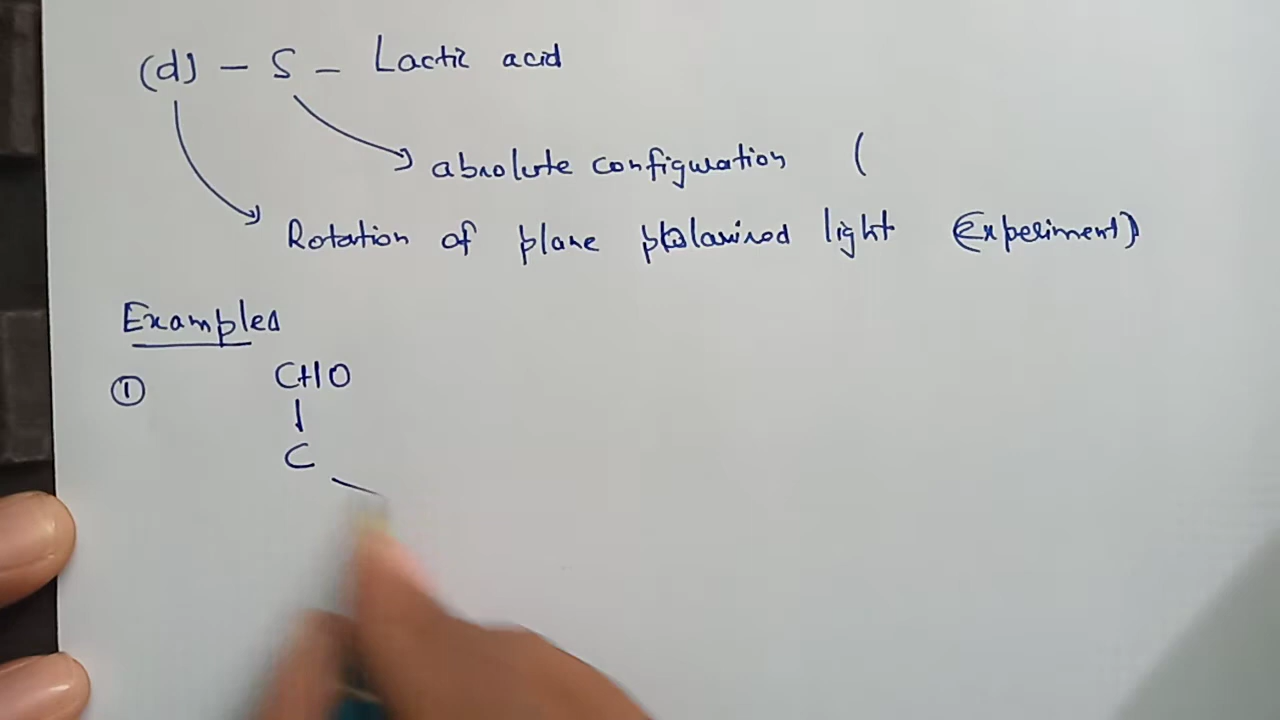 (d) - S - Lactic acid
absolute configuration (
Rotation of plane polarised light (Experiment)
Examples
① CHO
C